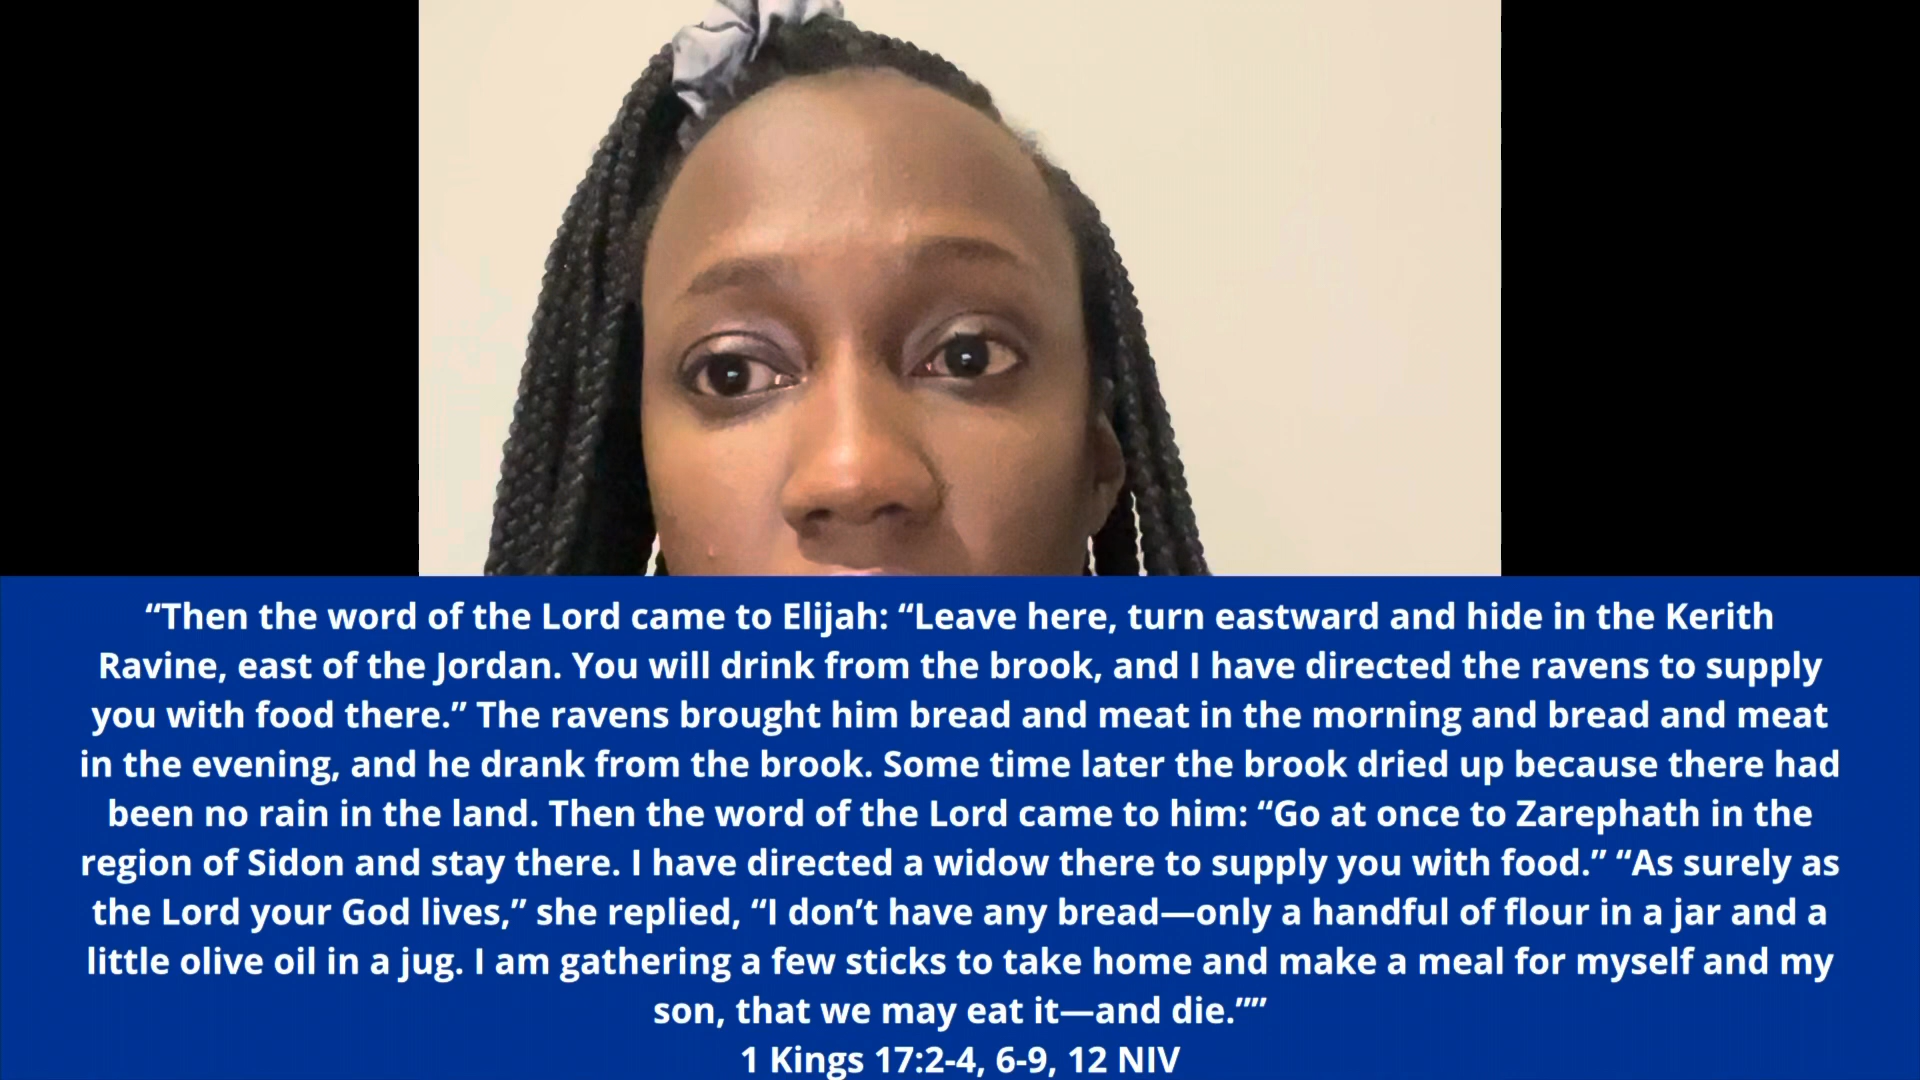 “Then the word of the Lord came to Elijah: “Leave here, turn eastward and hide in the Kerith
Ravine, east of the Jordan. You will drink from the brook, and I have directed the ravens to supply
you with food there.” The ravens brought him bread and meat in the morning and bread and meat
in the evening, and he drank from the brook. Some time later the brook dried up because there had
been no rain in the land. Then the word of the Lord came to him: “Go at once to Zarephath in the
region of Sidon and stay there. I have directed a widow there to supply you with food.” “As surely as
the Lord your God lives,” she replied, “I don’t have any bread—only a handful of flour in a jar and a
little olive oil in a jug. I am gathering a few sticks to take home and make a meal for myself and my
son, that we may eat it—and die.””
1 Kings 17:2-4, 6-9, 12 NIV